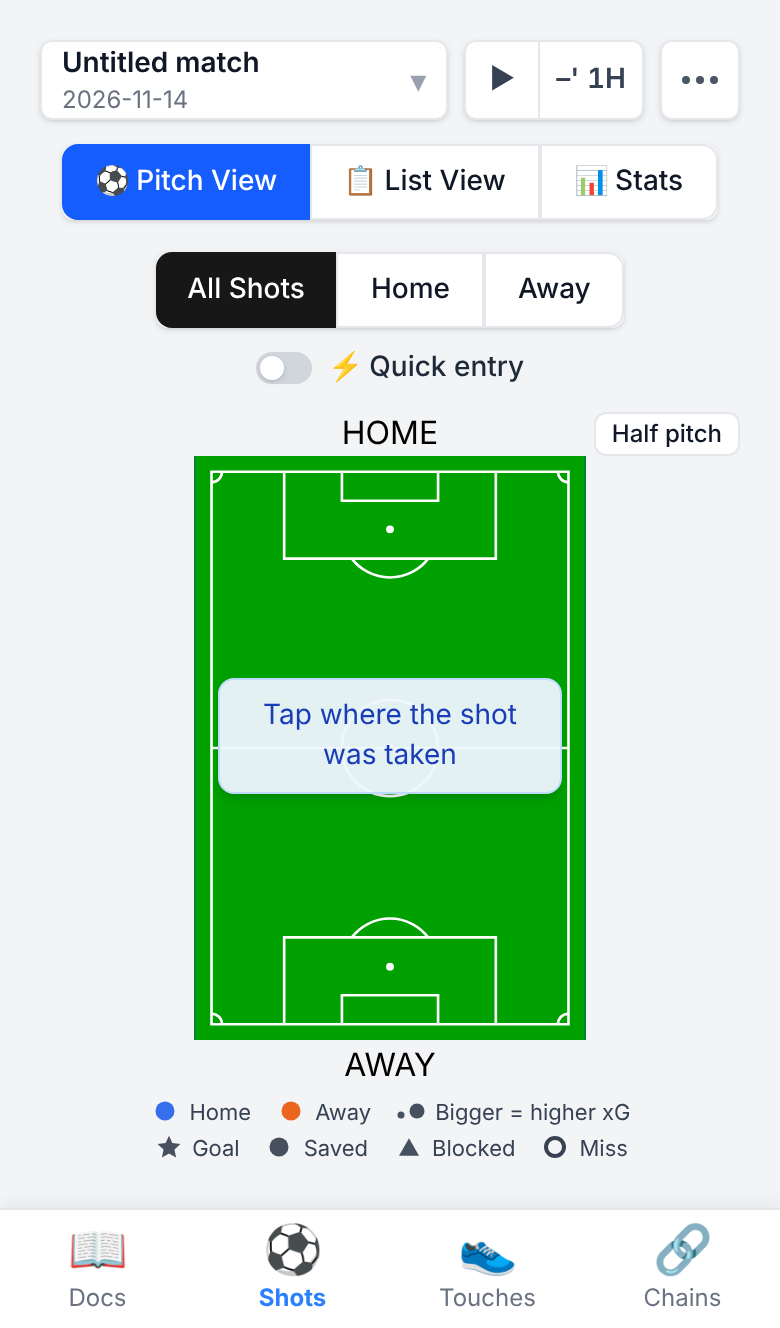 Untitled match
2026-11-14
–' 1H
Pitch View
List View
Stats
All Shots
Home
Away
Quick entry
HOME
Half pitch
Tap where the shot
was taken
AWAY
Home
Away
Bigger = higher xG
Goal
Saved
Blocked
Miss
Docs
Shots
Touches
Chains